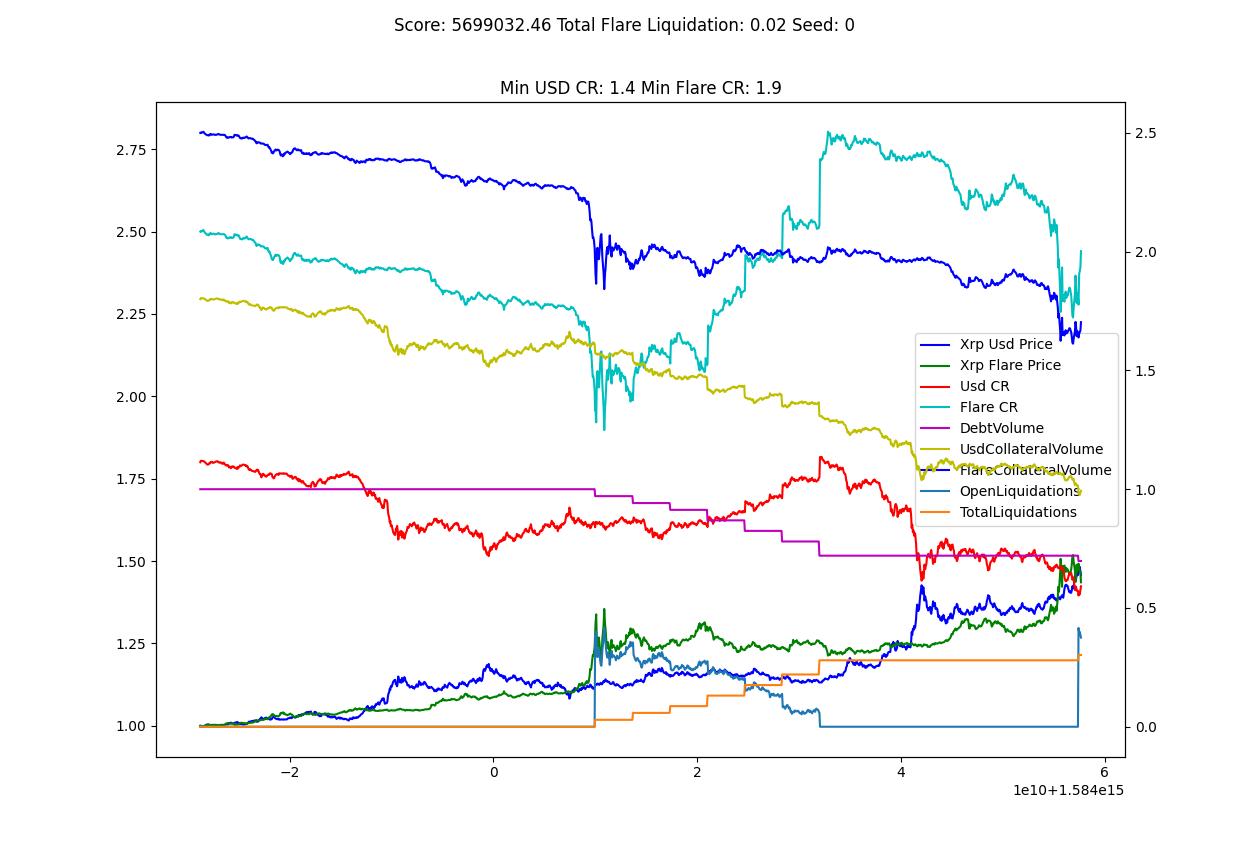 Score: 5699032.46 Total Flare Liquidation: 0.02 Seed: 0
Min USD CR: 1.4 Min Flare CR: 1.9
2.75
2.50
2.25
2.00
1.75
1.50
1.25
1.00
2.5
2.0
1.5
1.0
0.5
0.0
Xrp Usd Price
Xrp Flare Price
Usd CR
Flare CR
DebtVolume
UsdCollateralVolume
FlareCollateralVolume
OpenLiquidations
TotalLiquidations
−2
0
2
4
6
1e10+1.584e15